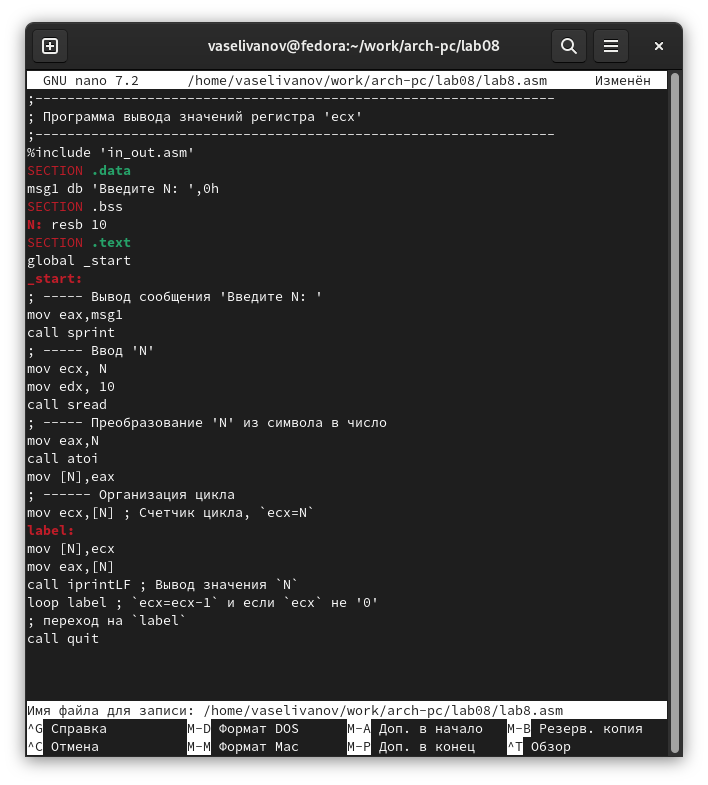 vaselivanov@fedora:~/work/arch-pc/lab08
GNU nano 7.2 /home/vaselivanov/work/arch-pc/lab08/lab8.asm Изменён
;-----------------------------------------------------------------
; Программа вывода значений регистра 'ecx'
;-----------------------------------------------------------------
%include 'in_out.asm'
SECTION .data
msg1 db 'Введите N: ',0h
SECTION .bss
N: resb 10
SECTION .text
global _start
_start:
; ----- Вывод сообщения 'Введите N: '
mov eax,msg1
call sprint
; ----- Ввод 'N'
mov ecx, N
mov edx, 10
call sread
; ----- Преобразование 'N' из символа в число
mov eax,N
call atoi
mov [N],eax
; ------ Организация цикла
mov ecx,[N] ; Счетчик цикла, `ecx=N`
label:
mov [N],ecx
mov eax,[N]
call iprintLF ; Вывод значения `N`
loop label ; `ecx=ecx-1` и если `ecx` не '0'
; переход на `label`
call quit
Имя файла для записи: /home/vaselivanov/work/arch-pc/lab08/lab8.asm
^G Справка M-D Формат DOS M-A Доп. в начало M-B Резерв. копия
^C Отмена M-M Формат Mac M-P Доп. в конец ^T Обзор